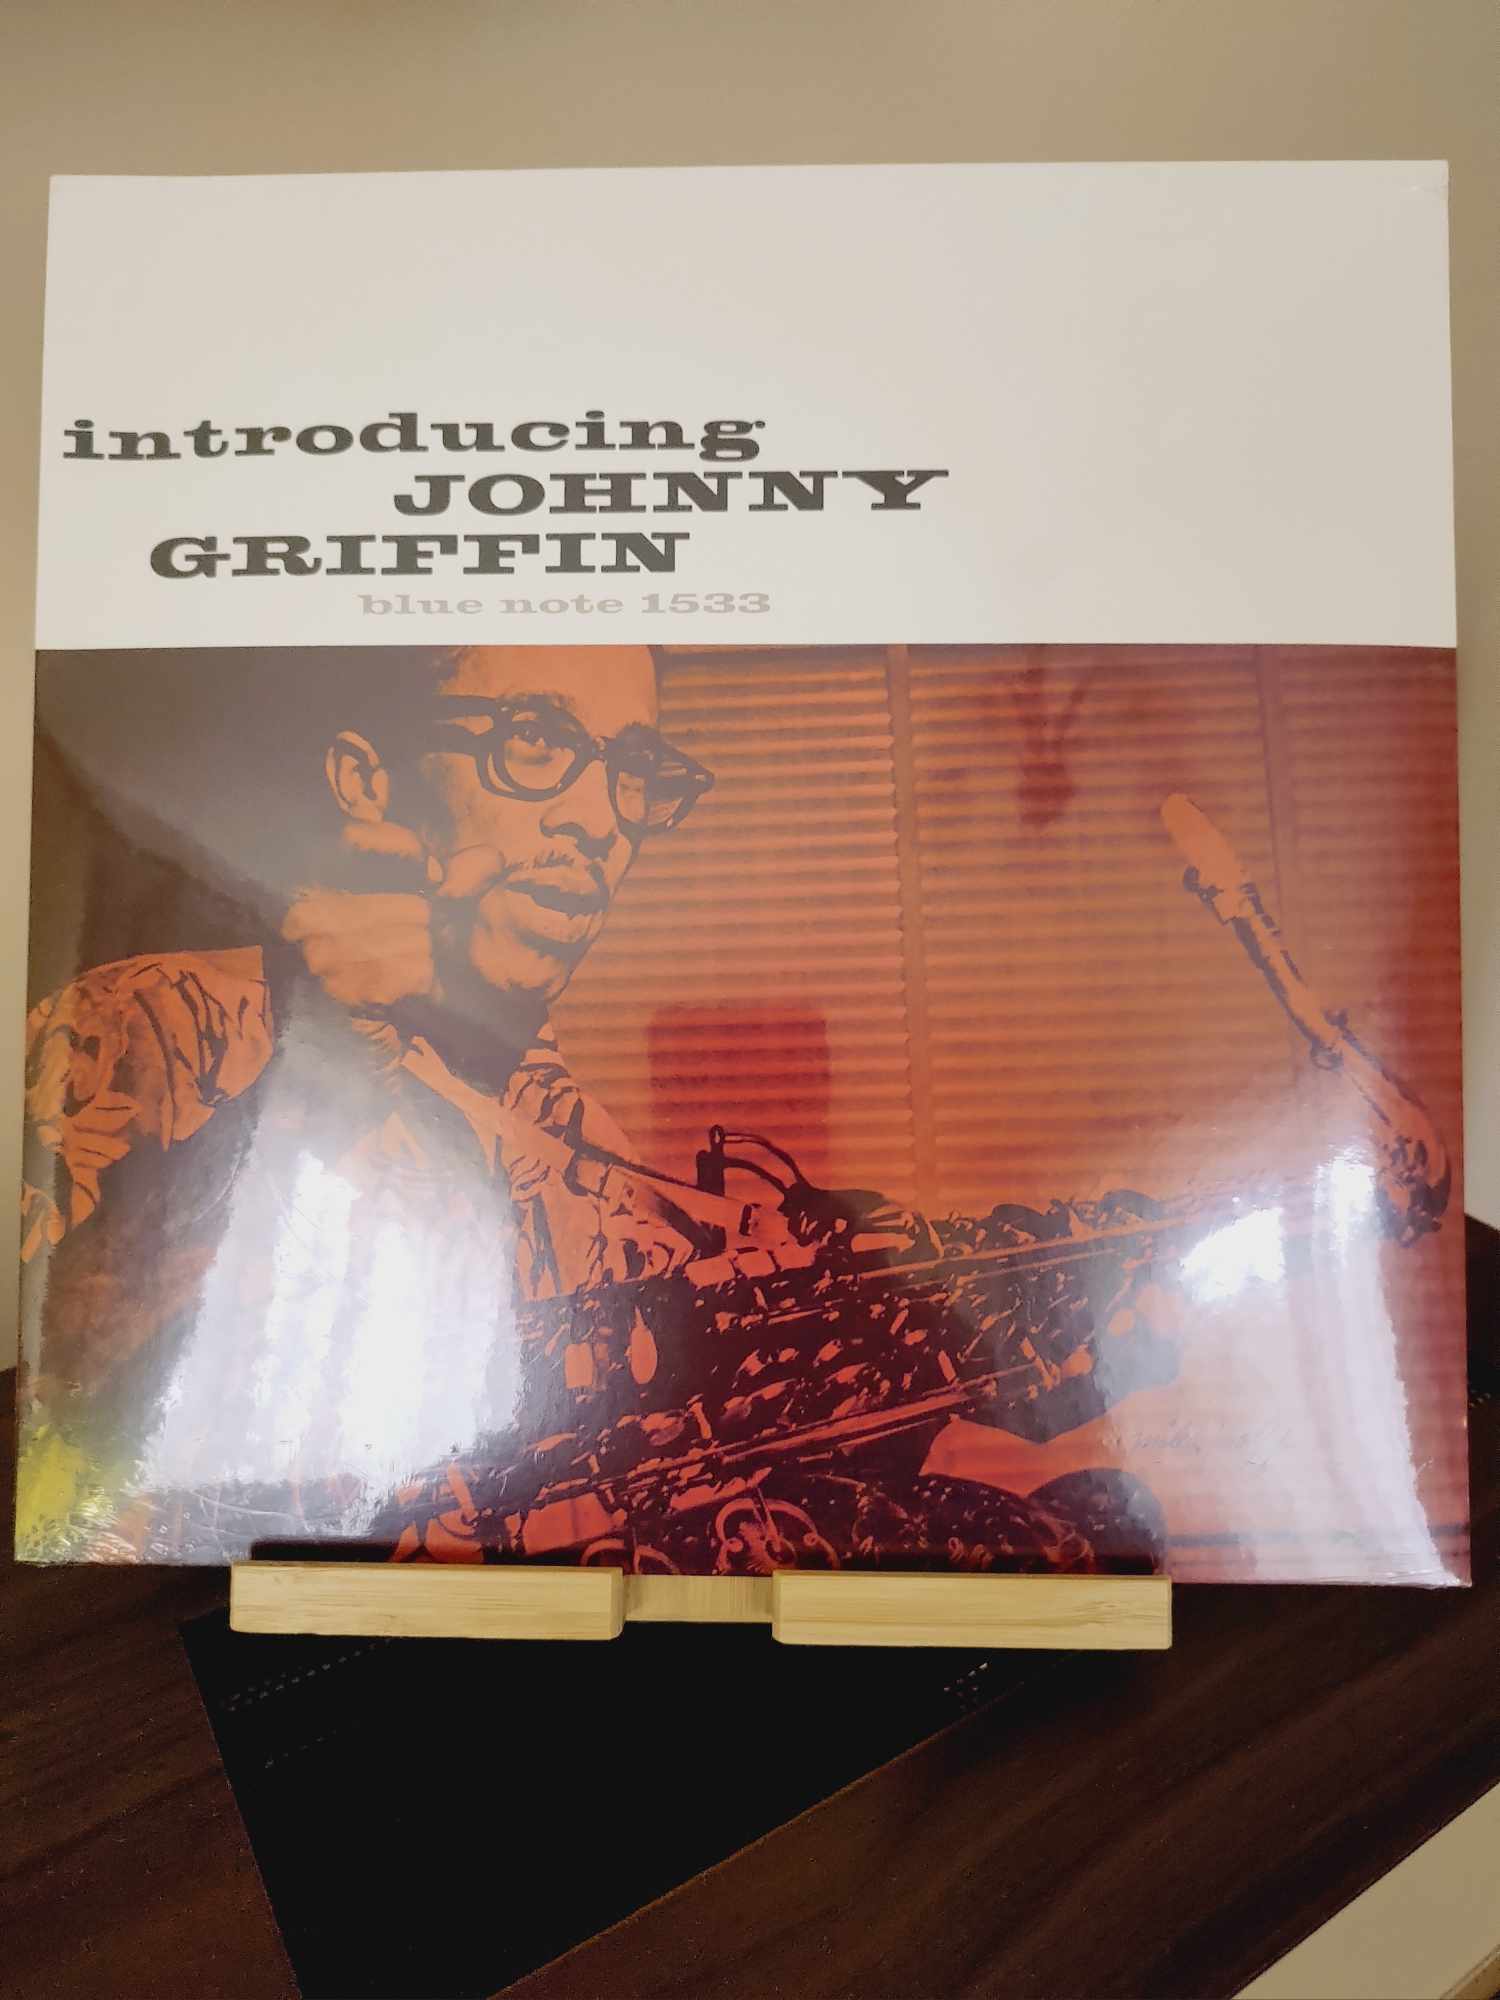 introducing
JOHNNY
GRIFFIN
blue note 1533